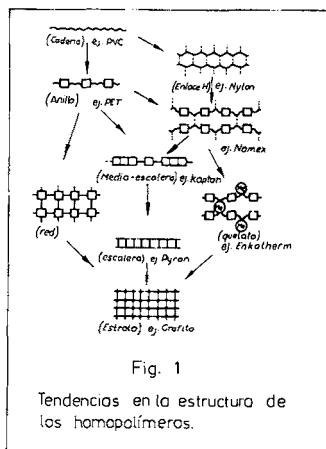 (Cadena) ej. PVC
(Enlace H) ej. Nylon
(Anillo) ej. PET
ej. Nomex
(Media-escalera) ej. Kapton
(red)
(quelato)
ej. Enkatherm
(escalera) ej Pyron
(Estrato) ej. Grafito
Fig. 1
Tendencias en la estructura de
los homopolímeros.